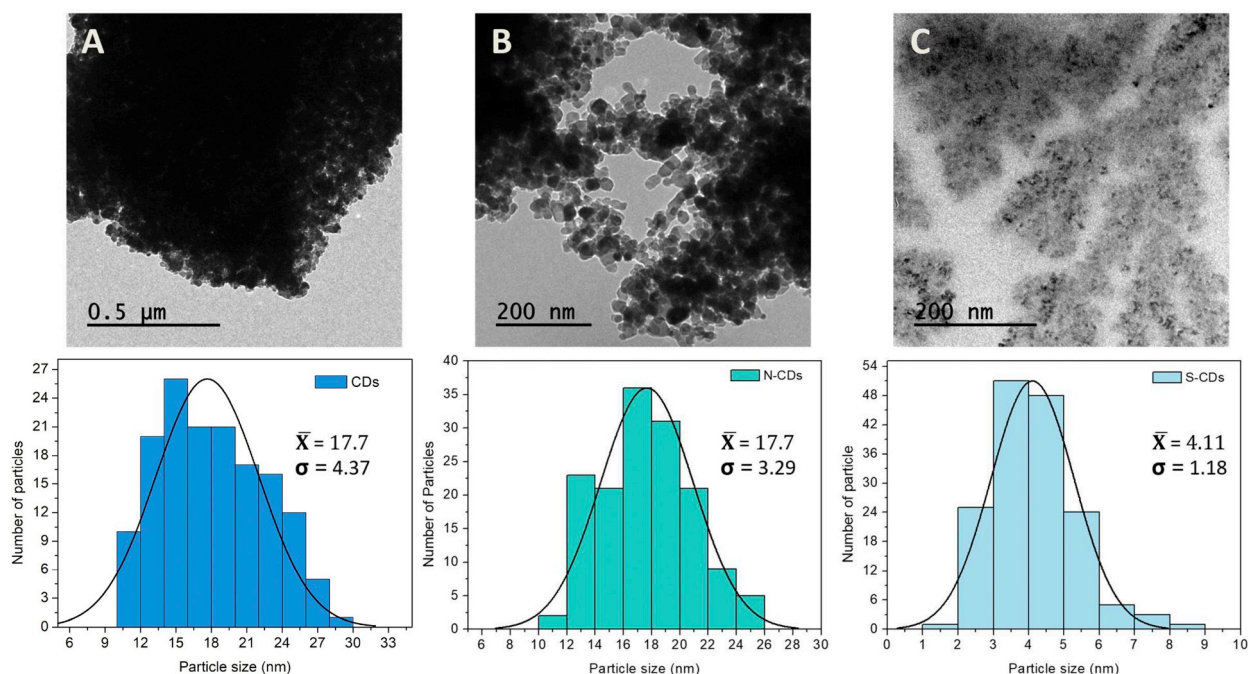 A
0.5 µm
B
200 nm
C
200 nm
27
24
21
18
15
12
9
6
3
0
Number of particles
CDs
X̅ = 17.7
σ = 4.37
6 9 12 15 18 21 24 27 30 33
Particle size (nm)
40
35
30
25
20
15
10
5
0
Number of Particles
N-CDs
X̅ = 17.7
σ = 3.29
4 6 8 10 12 14 16 18 20 22 24 26 28 30
Particle size (nm)
54
48
42
36
30
24
18
12
6
0
Number of particle
S-CDs
X̅ = 4.11
σ = 1.18
0 1 2 3 4 5 6 7 8 9 10
Particle size (nm)